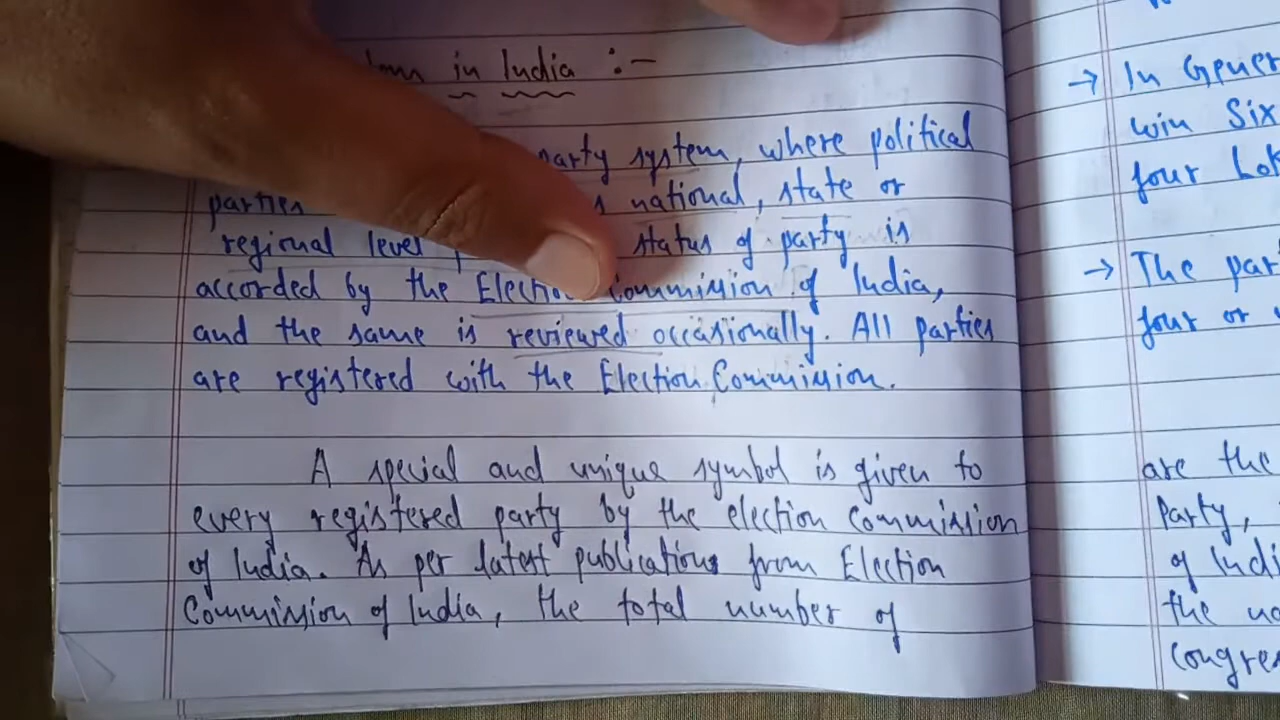 in India :-
party system, where political
parties national, state or
regional level status of party is
accorded by the Election Commission of India,
and the same is reviewed occasionally. All parties
are registered with the Election Commission.
A special and unique symbol is given to
every registered party by the election commission
of India. As per latest publications from Election
Commission of India, the total number of
→ In Gener
win Six
four Lok
→ The par
four or
are the
Party,
of Indi
the na
congres